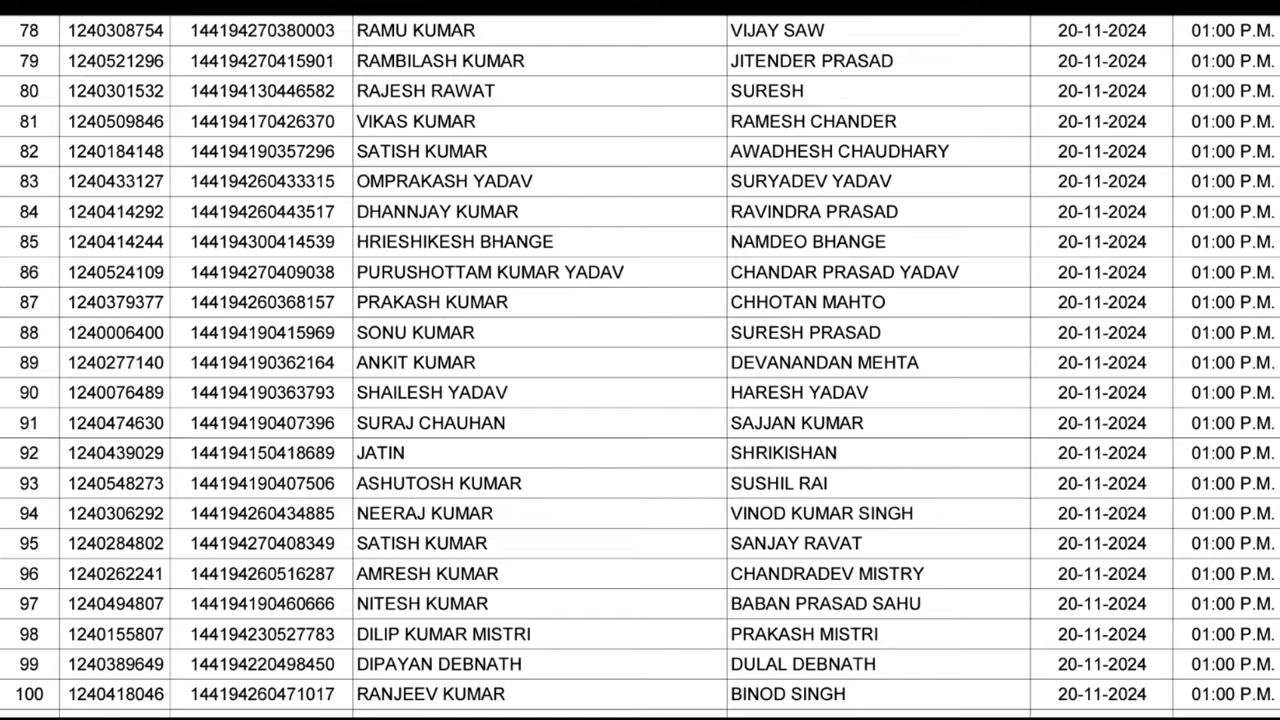 78 1240308754 144194270380003 RAMU KUMAR VIJAY SAW 20-11-2024 01:00 P.M.
79 1240521296 144194270415901 RAMBILASH KUMAR JITENDER PRASAD 20-11-2024 01:00 P.M.
80 1240301532 144194130446582 RAJESH RAWAT SURESH 20-11-2024 01:00 P.M.
81 1240509846 144194170426370 VIKAS KUMAR RAMESH CHANDER 20-11-2024 01:00 P.M.
82 1240184148 144194190357296 SATISH KUMAR AWADHESH CHAUDHARY 20-11-2024 01:00 P.M.
83 1240433127 144194260433315 OMPRAKASH YADAV SURYADEV YADAV 20-11-2024 01:00 P.M.
84 1240414292 144194260443517 DHANNJAY KUMAR RAVINDRA PRASAD 20-11-2024 01:00 P.M.
85 1240414244 144194300414539 HRIESHIKESH BHANGE NAMDEO BHANGE 20-11-2024 01:00 P.M.
86 1240524109 144194270409038 PURUSHOTTAM KUMAR YADAV CHANDAR PRASAD YADAV 20-11-2024 01:00 P.M.
87 1240379377 144194260368157 PRAKASH KUMAR CHHOTAN MAHTO 20-11-2024 01:00 P.M.
88 1240006400 144194190415969 SONU KUMAR SURESH PRASAD 20-11-2024 01:00 P.M.
89 1240277140 144194190362164 ANKIT KUMAR DEVANANDAN MEHTA 20-11-2024 01:00 P.M.
90 1240076489 144194190363793 SHAILESH YADAV HARESH YADAV 20-11-2024 01:00 P.M.
91 1240474630 144194190407396 SURAJ CHAUHAN SAJJAN KUMAR 20-11-2024 01:00 P.M.
92 1240439029 144194150418689 JATIN SHRIKISHAN 20-11-2024 01:00 P.M.
93 1240548273 144194190407506 ASHUTOSH KUMAR SUSHIL RAI 20-11-2024 01:00 P.M.
94 1240306292 144194260434885 NEERAJ KUMAR VINOD KUMAR SINGH 20-11-2024 01:00 P.M.
95 1240284802 144194270408349 SATISH KUMAR SANJAY RAVAT 20-11-2024 01:00 P.M.
96 1240262241 144194260516287 AMRESH KUMAR CHANDRADEV MISTRY 20-11-2024 01:00 P.M.
97 1240494807 144194190460666 NITESH KUMAR BABAN PRASAD SAHU 20-11-2024 01:00 P.M.
98 1240155807 144194230527783 DILIP KUMAR MISTRI PRAKASH MISTRI 20-11-2024 01:00 P.M.
99 1240389649 144194220498450 DIPAYAN DEBNATH DULAL DEBNATH 20-11-2024 01:00 P.M.
100 1240418046 144194260471017 RANJEEV KUMAR BINOD SINGH 20-11-2024 01:00 P.M.